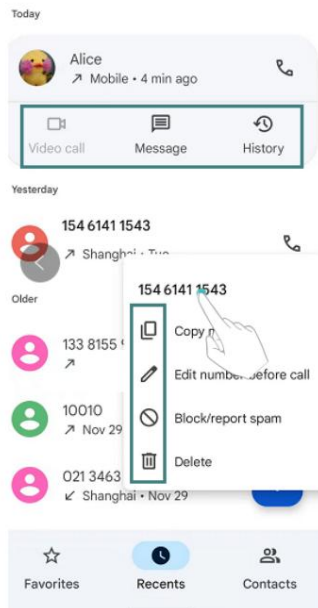 Today
Alice
Mobile • 4 min ago
Video call
Message
History
Yesterday
154 6141 1543
Shanghai • Tue
154 6141 1543
Older
Copy
133 8155
Edit number before call
10010
Nov 29
Block/report spam
021 3463
Shanghai • Nov 29
Delete
Favorites
Recents
Contacts